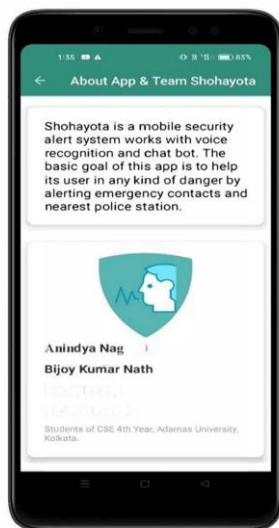 1:35
83%
About App & Team Shohayota
Shohayota is a mobile security
alert system works with voice
recognition and chat bot. The
basic goal of this app is to help
its user in any kind of danger by
alerting emergency contacts and
nearest police station.
Anindya Nag
Bijoy Kumar Nath
Students of CSE 4th Year, Adamas University,
Kolkata.